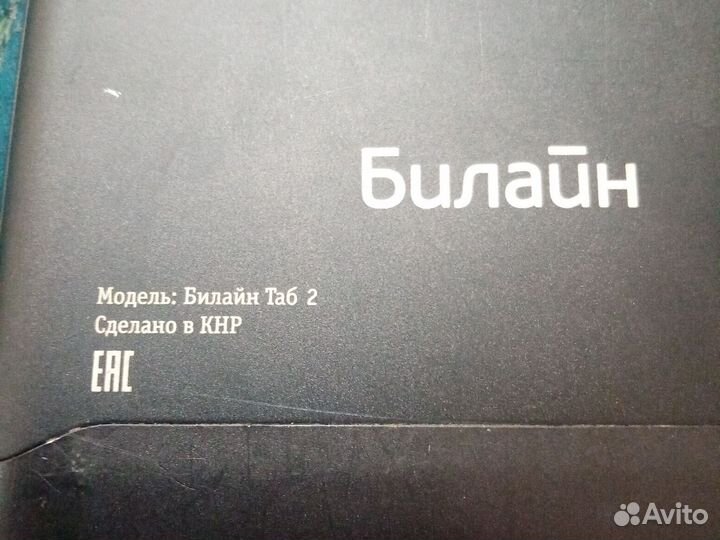 Билайн
Модель: Билайн Таб 2
Сделано в КНР
ЕАС
Avito